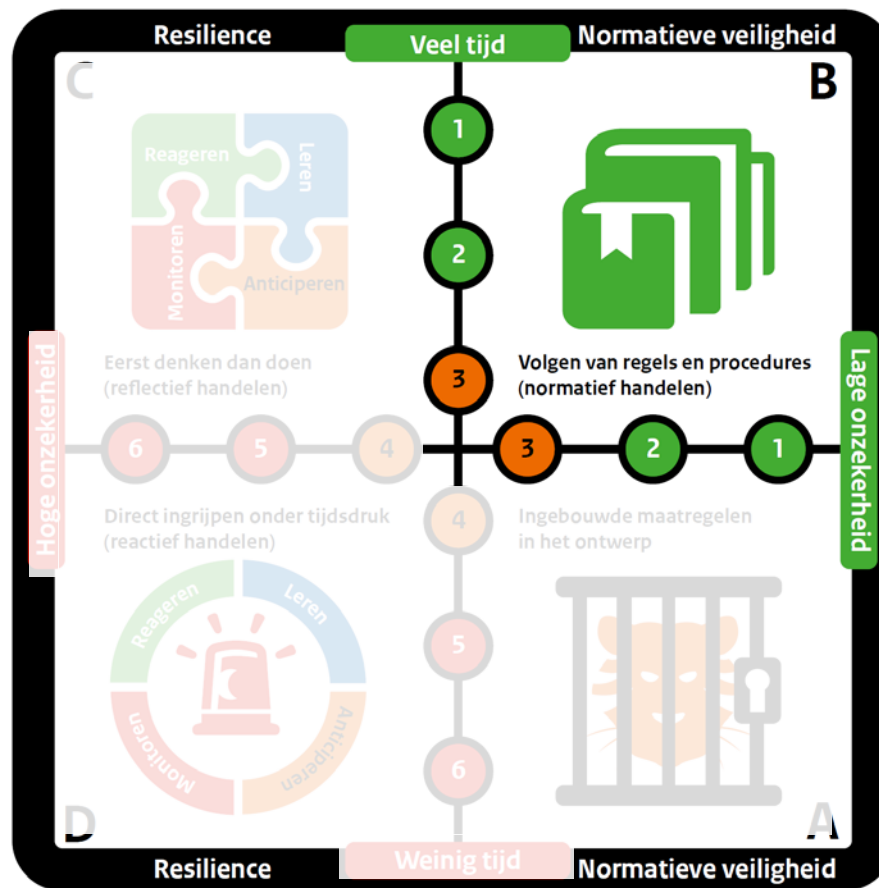 Resilience
Veel tijd
Normatieve veiligheid
C
B
1
2
3
Reageren
Leren
Monitoren
Anticiperen
Eerst denken dan doen
(reflectief handelen)
Volgen van regels en procedures
(normatief handelen)
Hoge onzekerheid
6
5
4
3
2
1
Lage onzekerheid
Direct ingrijpen onder tijdsdruk
(reactief handelen)
4
Ingebouwde maatregelen
in het ontwerp
5
6
Reageren
Leren
Monitoren
Anticiperen
D
A
Resilience
Weinig tijd
Normatieve veiligheid